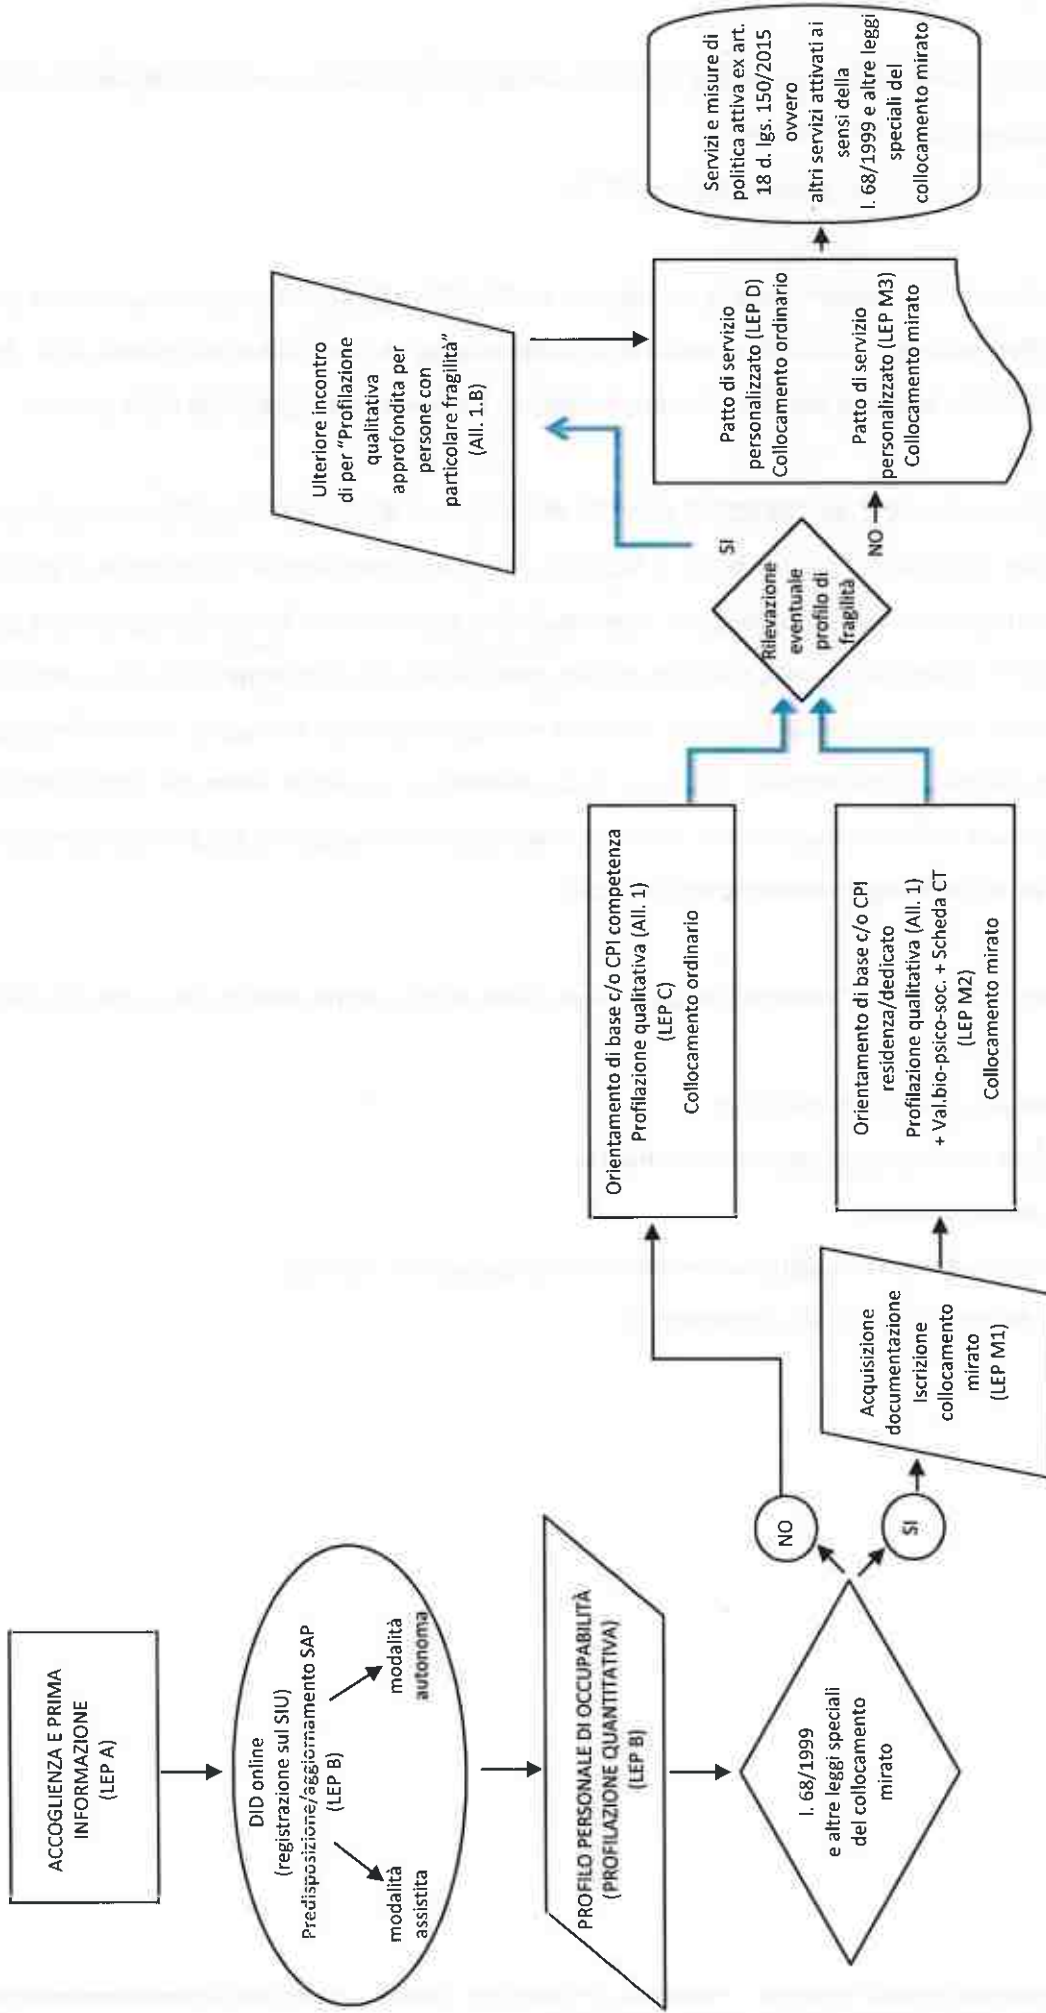 ACCOGLIENZA E PRIMA
INFORMAZIONE
(LEP A)
DID online
(registrazione sul SIU)
Predisposizione/aggiornamento SAP
(LEP B)
modalità
assistita
modalità
autonoma
PROFILO PERSONALE DI OCCUPABILITÀ
(PROFILAZIONE QUANTITATIVA)
(LEP B)
l. 68/1999
e altre leggi speciali
del collocamento
mirato
NO
SI
Acquisizione
documentazione
Iscrizione
collocamento
mirato
(LEP M1)
Orientamento di base c/o CPI competenza
Profilazione qualitativa (All. 1)
(LEP C)
Collocamento ordinario
Orientamento di base c/o CPI
residenza/dedicato
Profilazione qualitativa (All. 1)
+ Val.bio-psico-soc. + Scheda CT
(LEP M2)
Collocamento mirato
Rilevazione
eventuale
profilo di
fragilità
SI
NO
Ulteriore incontro
di per "Profilazione
qualitativa
approfondita per
persone con
particolare fragilità"
(All. 1.B)
Patto di servizio
personalizzato (LEP D)
Collocamento ordinario
Patto di servizio
personalizzato (LEP M3)
Collocamento mirato
Servizi e misure di
politica attiva ex art.
18 d. lgs. 150/2015
ovvero
altri servizi attivati ai
sensi della
l. 68/1999 e altre leggi
speciali del
collocamento mirato